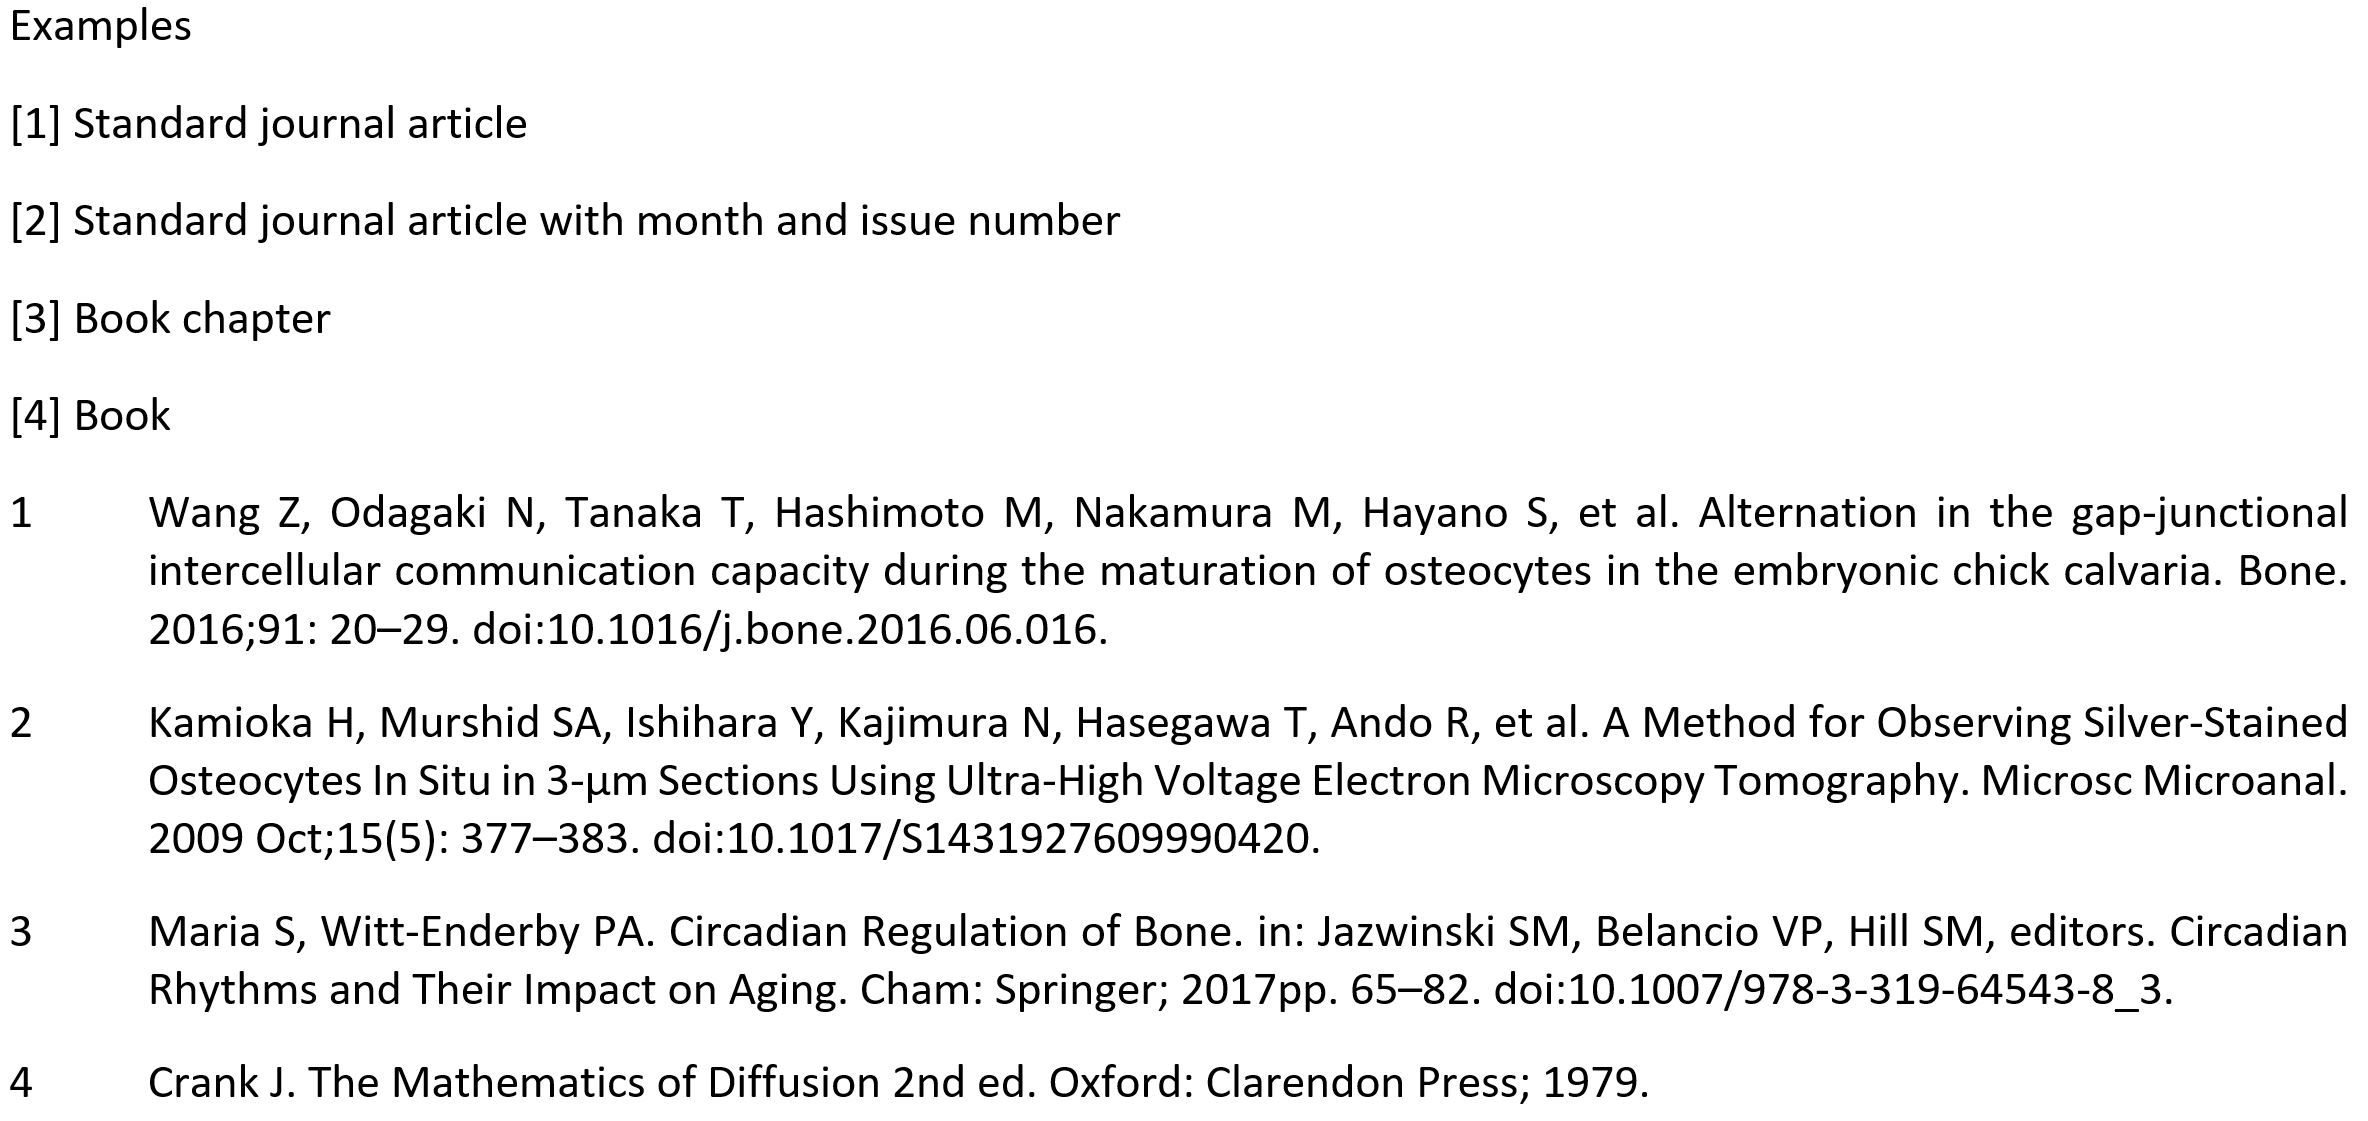 Examples
[1] Standard journal article
[2] Standard journal article with month and issue number
[3] Book chapter
[4] Book
1 Wang Z, Odagaki N, Tanaka T, Hashimoto M, Nakamura M, Hayano S, et al. Alternation in the gap-junctional
intercellular communication capacity during the maturation of osteocytes in the embryonic chick calvaria. Bone.
2016;91: 20–29. doi:10.1016/j.bone.2016.06.016.
2 Kamioka H, Murshid SA, Ishihara Y, Kajimura N, Hasegawa T, Ando R, et al. A Method for Observing Silver-Stained
Osteocytes In Situ in 3-μm Sections Using Ultra-High Voltage Electron Microscopy Tomography. Microsc Microanal.
2009 Oct;15(5): 377–383. doi:10.1017/S1431927609990420.
3 Maria S, Witt-Enderby PA. Circadian Regulation of Bone. in: Jazwinski SM, Belancio VP, Hill SM, editors. Circadian
Rhythms and Their Impact on Aging. Cham: Springer; 2017pp. 65–82. doi:10.1007/978-3-319-64543-8_3.
4 Crank J. The Mathematics of Diffusion 2nd ed. Oxford: Clarendon Press; 1979.